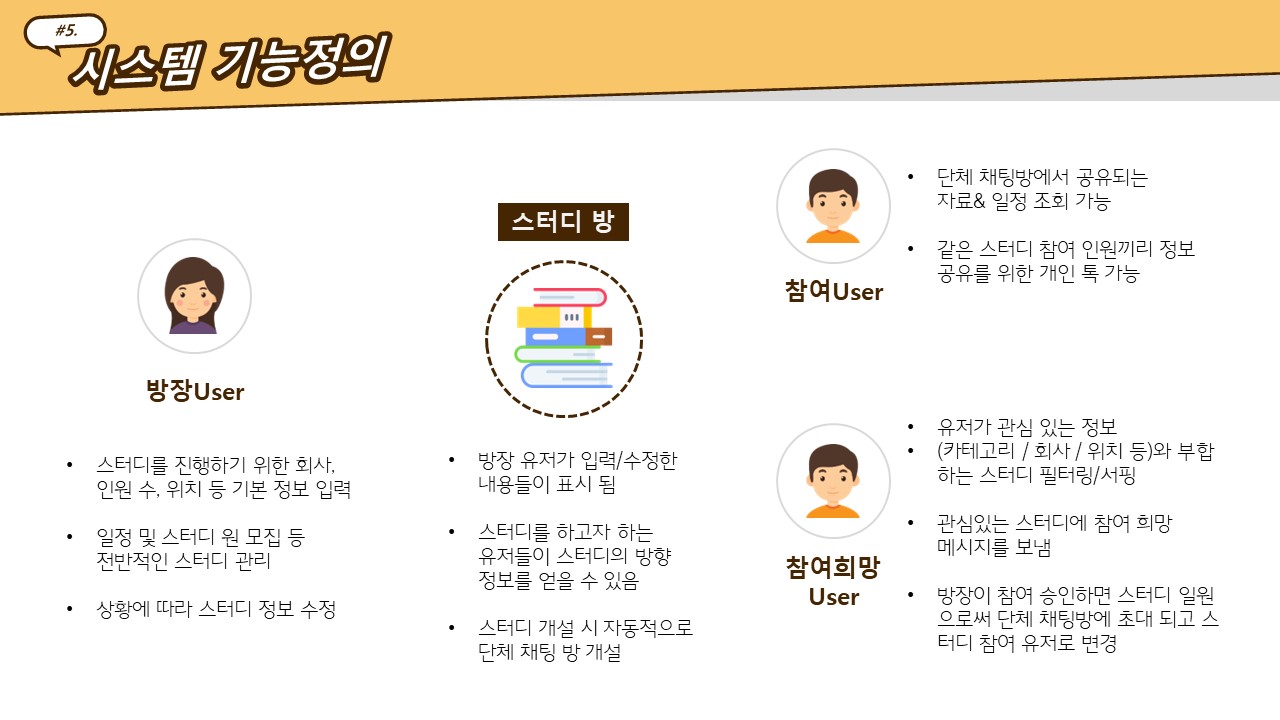 #5.
시스템 기능정의
방장User
• 스터디를 진행하기 위한 회사,
인원 수, 위치 등 기본 정보 입력
• 일정 및 스터디 원 모집 등
전반적인 스터디 관리
• 상황에 따라 스터디 정보 수정
스터디 방
• 방장 유저가 입력/수정한
내용들이 표시 됨
• 스터디를 하고자 하는
유저들이 스터디의 방향
정보를 얻을 수 있음
• 스터디 개설 시 자동적으로
단체 채팅 방 개설
참여User
• 단체 채팅방에서 공유되는
자료& 일정 조회 가능
• 같은 스터디 참여 인원끼리 정보
공유를 위한 개인 톡 가능
참여희망
User
• 유저가 관심 있는 정보
• (카테고리 / 회사 / 위치 등)와 부합
하는 스터디 필터링/서핑
• 관심있는 스터디에 참여 희망
메시지를 보냄
• 방장이 참여 승인하면 스터디 일원
으로써 단체 채팅방에 초대 되고 스
터디 참여 유저로 변경